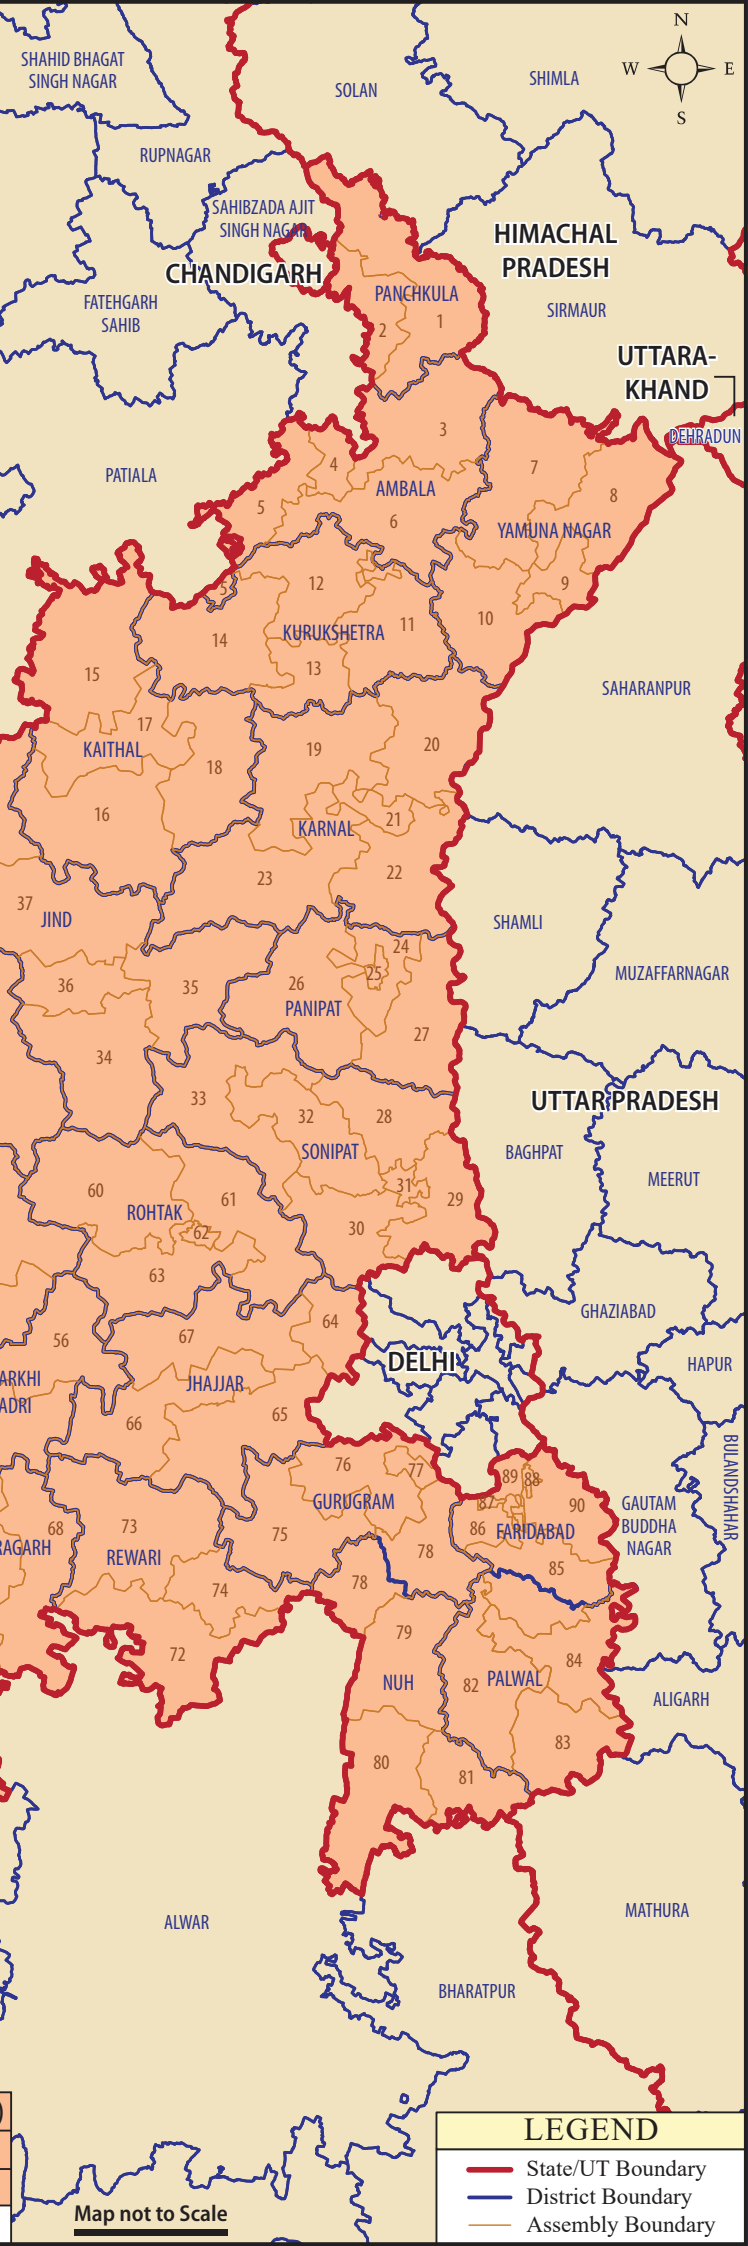 N
W E
S
SHAHID BHAGAT
SINGH NAGAR
SOLAN
SHIMLA
RUPNAGAR
SAHIBZADA AJIT
SINGH NAGAR
HIMACHAL
PRADESH
CHANDIGARH
PANCHKULA
FATEHGARH
SAHIB
SIRMAUR
1
2
UTTARA-
KHAND
DEHRADUN
3
4
7
PATIALA
AMBALA
8
5
6
YAMUNA NAGAR
5
12
9
14
KURUKSHETRA
11
10
13
15
SAHARANPUR
17
KAITHAL
19
20
18
16
KARNAL
21
23
22
37
JIND
SHAMLI
24
25
MUZAFFARNAGAR
36
35
26
PANIPAT
27
34
33
32
28
UTTAR PRADESH
SONIPAT
BAGHPAT
MEERUT
60
61
31
29
ROHTAK
62
30
63
GHAZIABAD
56
67
64
DELHI
HAPUR
ARKHI
ADRI
JHAJJAR
66
65
BULANDSHAHAR
76
77
89
88
GURUGRAM
87
90
GAUTAM
BUDDHA
NAGAR
68
73
75
86
FARIDABAD
RAGARH
REWARI
78
78
85
74
79
72
84
NUH
82
PALWAL
ALIGARH
83
80
81
ALWAR
MATHURA
BHARATPUR
)
LEGEND
State/UT Boundary
District Boundary
Assembly Boundary
Map not to Scale